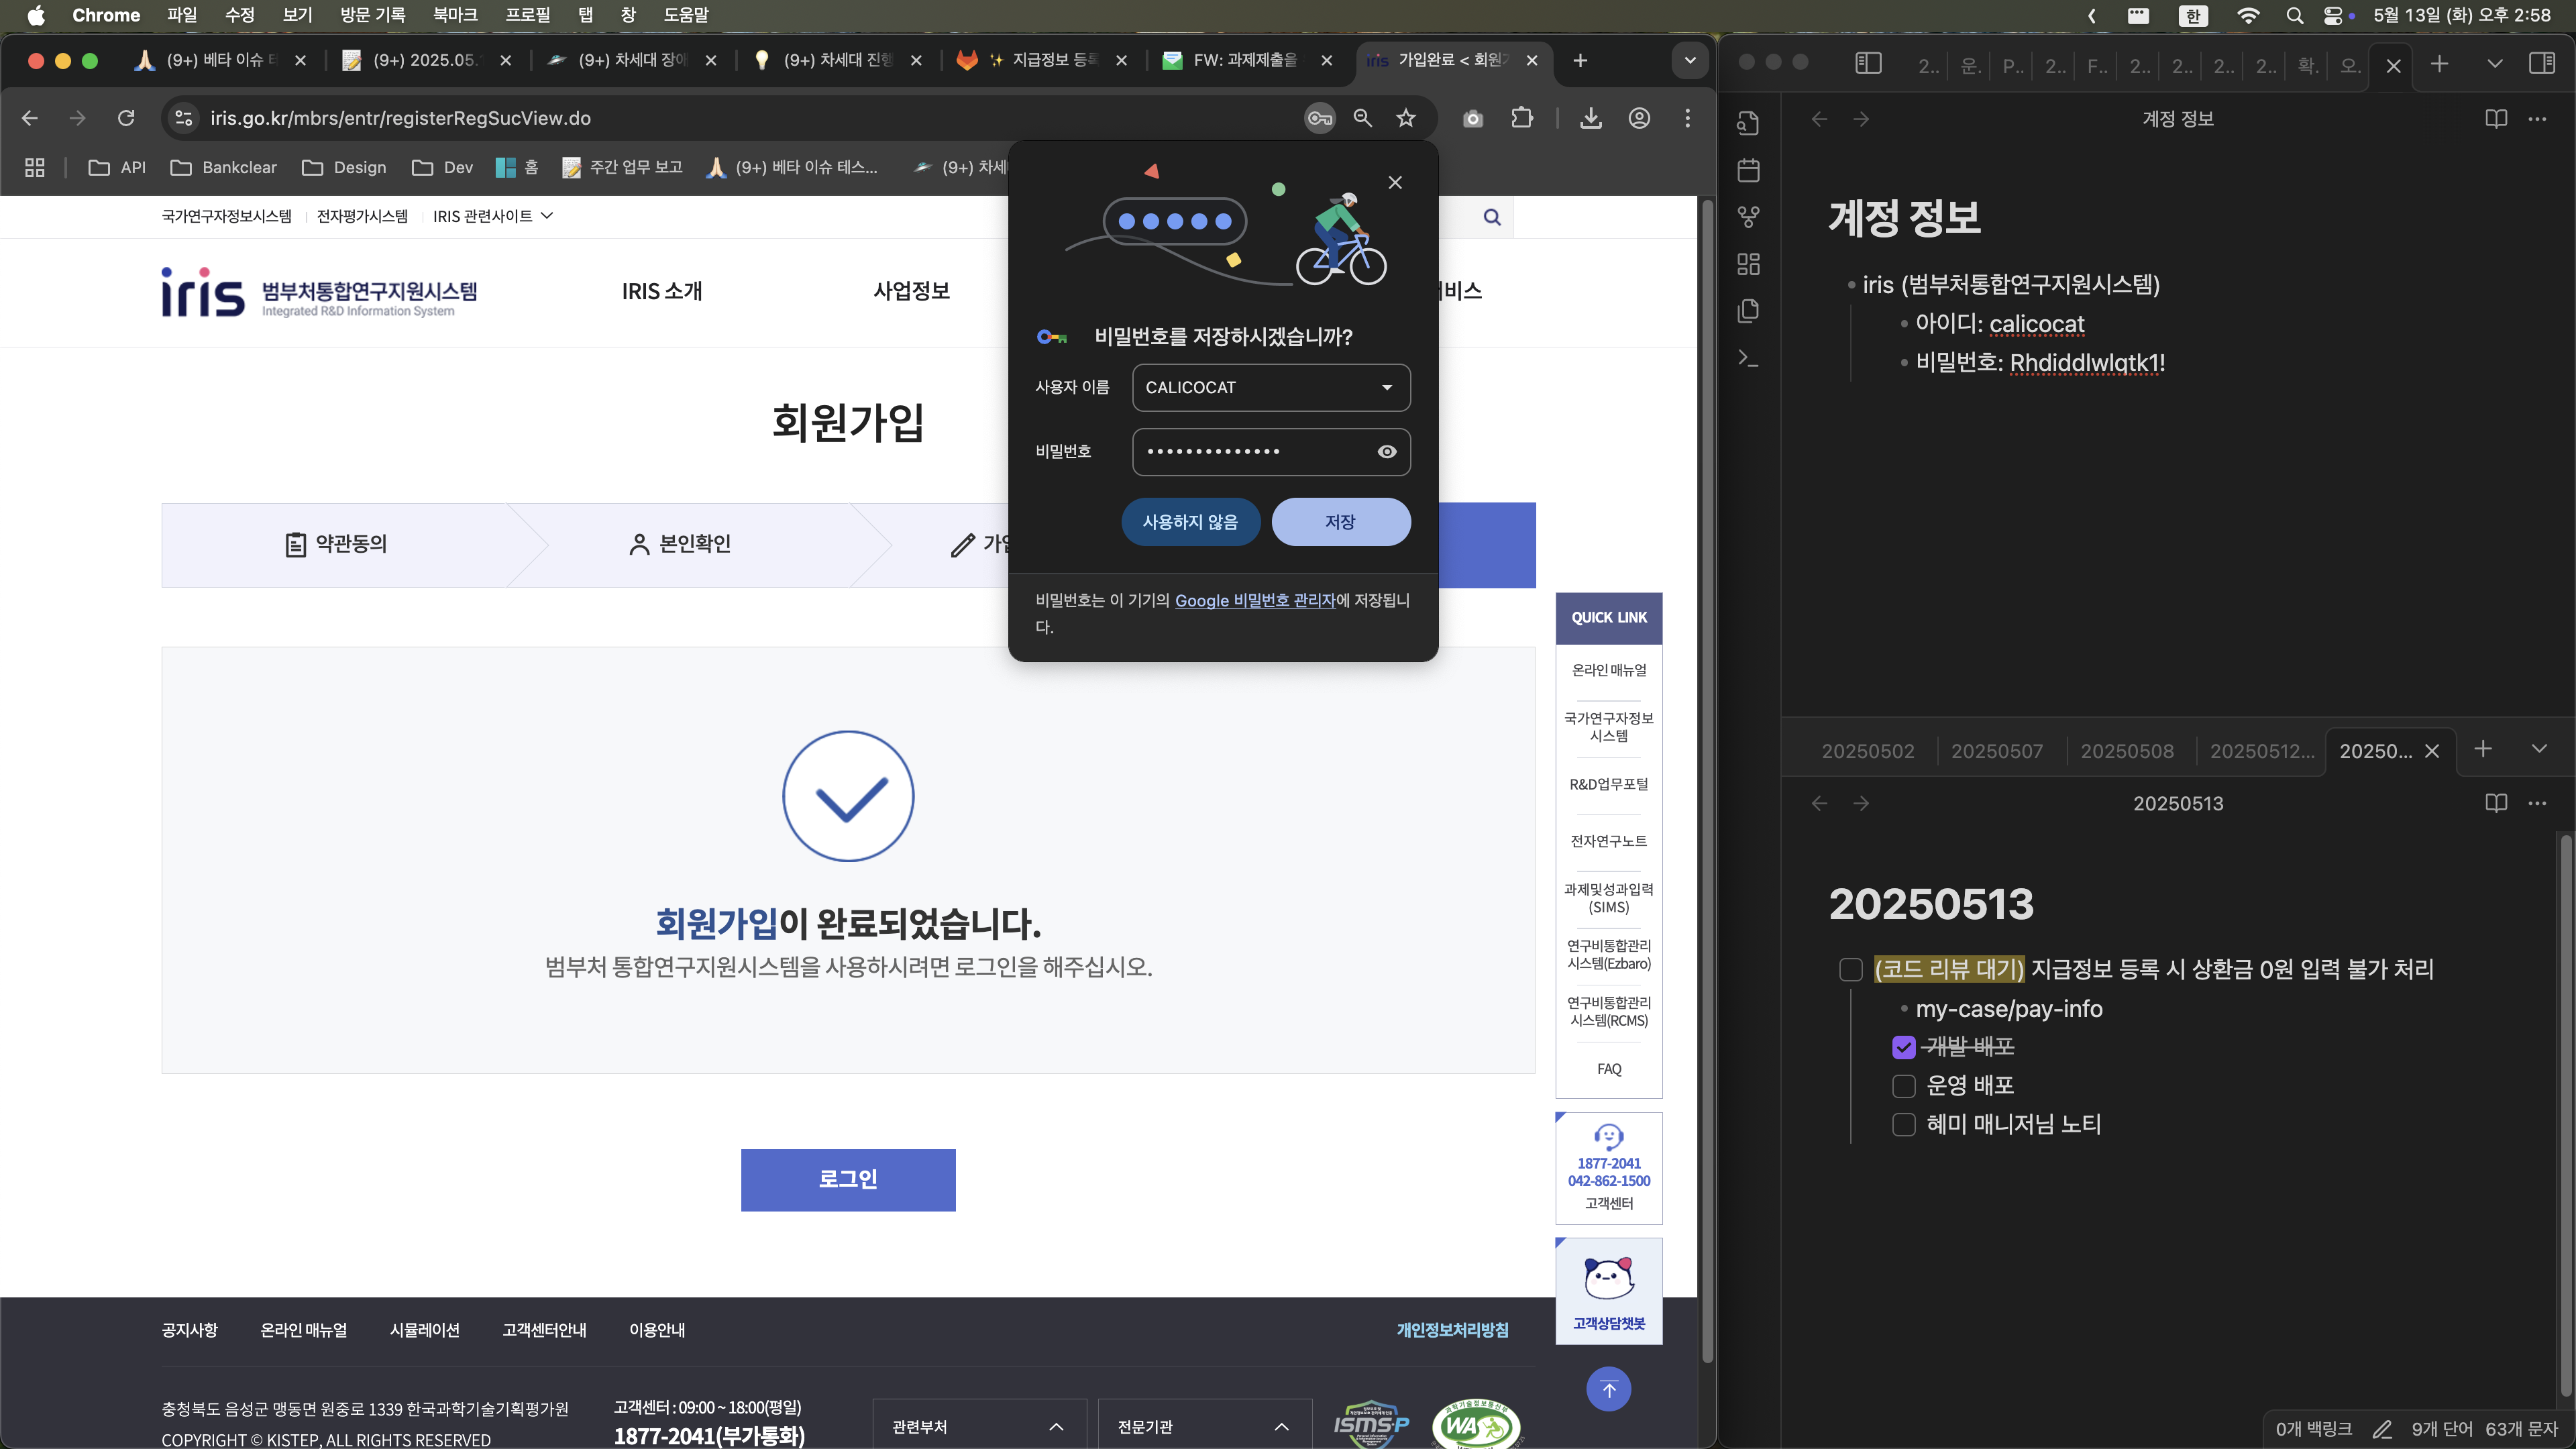 Chrome 파일 수정 보기 방문 기록 북마크 프로필 탭 창 도움말
한 5월 13일 (화) 오후 2:58
(9+) 베타 이슈 테
(9+) 2025.05.
(9+) 차세대 장애
(9+) 차세대 진행
지급정보 등록
FW: 과제제출을
iris 가입완료 < 회원가
iris.go.kr/mbrs/entr/registerRegSucView.do
API Bankclear Design Dev 홈 주간 업무 보고 (9+) 베타 이슈 테스... (9+) 차세
국가연구자정보시스템 전자평가시스템 IRIS 관련사이트
iris 범부처통합연구지원시스템
Integrated R&D Information System
IRIS 소개 사업정보 비스
비밀번호를 저장하시겠습니까?
사용자 이름 CALICOCAT
비밀번호 ••••••••••••••
사용하지 않음 저장
비밀번호는 이 기기의 Google 비밀번호 관리자에 저장됩니
다.
회원가입
약관동의 본인확인 가입
회원가입이 완료되었습니다.
범부처 통합연구지원시스템을 사용하시려면 로그인을 해주십시오.
로그인
QUICK LINK
온라인 매뉴얼
국가연구자정보
시스템
R&D업무포털
전자연구노트
과제및성과입력
(SIMS)
연구비통합관리
시스템(Ezbaro)
연구비통합관리
시스템(RCMS)
FAQ
1877-2041
042-862-1500
고객센터
고객상담챗봇
공지사항 온라인 매뉴얼 시뮬레이션 고객센터안내 이용안내 개인정보처리방침
충청북도 음성군 맹동면 원중로 1339 한국과학기술기획평가원
COPYRIGHT © KISTEP, ALL RIGHTS RESERVED
고객센터 : 09:00 ~ 18:00(평일)
1877-2041(부가통화)
관련부처 전문기관
ISMS-P
WA
2.. 운. P.. 2.. F.. 2.. 2.. 2.. 2.. 확. 오.
계정 정보
계정 정보
iris (범부처통합연구지원시스템)
아이디: calicocat
비밀번호: Rhdiddlwlqtk1!
20250502 20250507 20250508 20250512... 20250...
20250513
20250513
(코드 리뷰 대기) 지급정보 등록 시 상환금 0원 입력 불가 처리
my-case/pay-info
개발 배포
운영 배포
혜미 매니저님 노티
0개 백링크 9개 단어 63개 문자